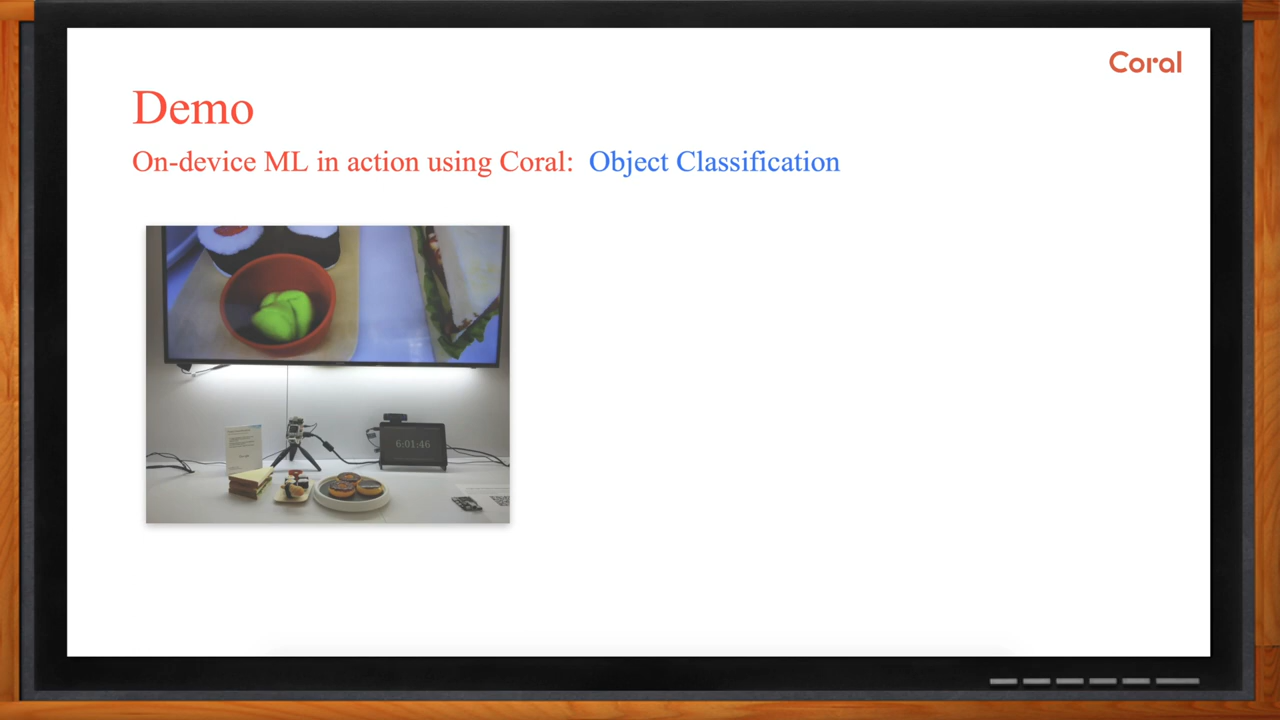 Coral
Demo
On-device ML in action using Coral: Object Classification
6:01:46